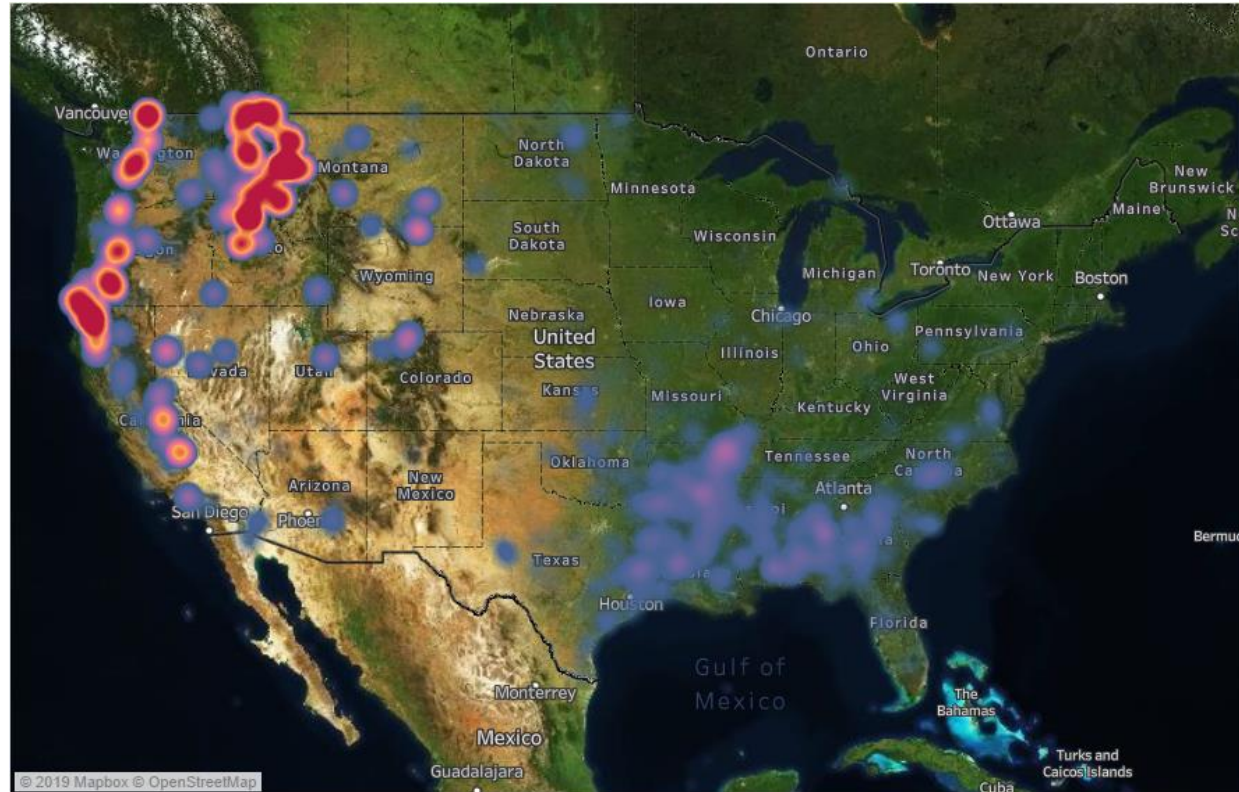 Ontario
Vancouver
North
Dakota
Montana
Minnesota
New
Brunswick
Maine
Ottawa
South
Dakota
Wisconsin
Michigan
Toronto
New York
Boston
Wyoming
Iowa
Chicago
Nebraska
United
States
Pennsylvania
Illinois
Ohio
Utah
Colorado
Kansas
Missouri
West
Virginia
Kentucky
Oklahoma
Tennessee
North
Arizona
New
Mexico
Atlanta
San Diego
Texas
Houston
Florida
Gulf of
Mexico
Monterrey
The
Bahamas
Mexico
Guadalajara
Turks and
Caicos Islands
Cuba
© 2019 Mapbox © OpenStreetMap